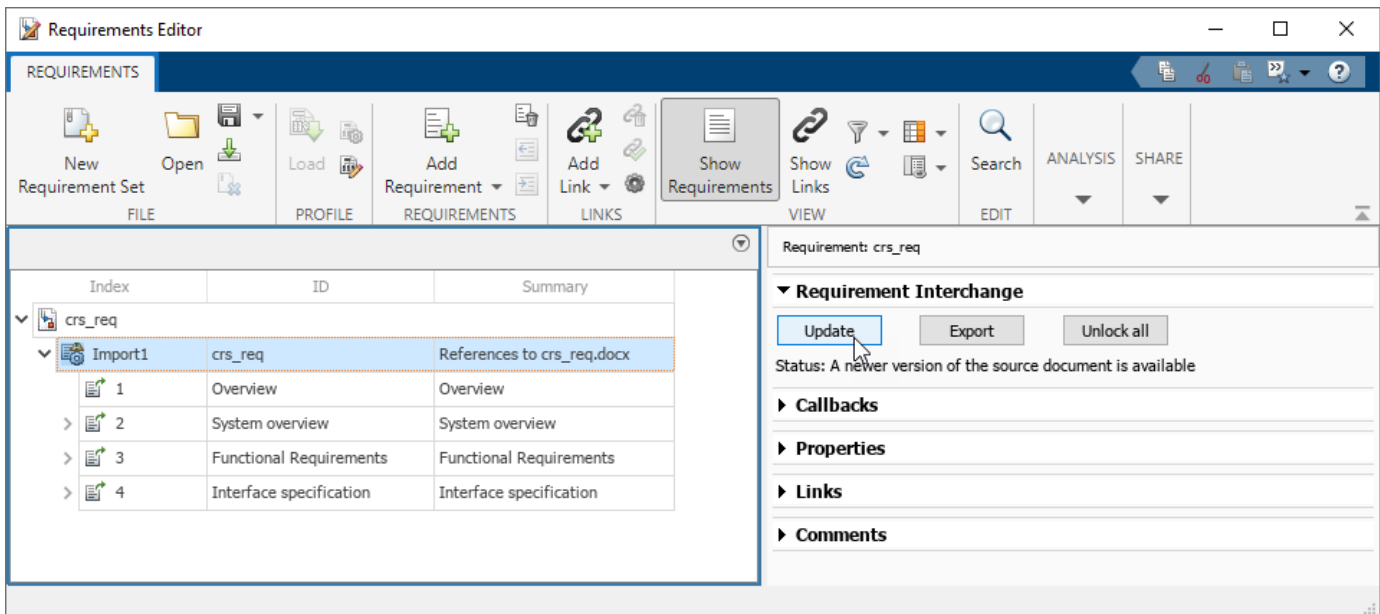 Requirements Editor
REQUIREMENTS
New
Requirement Set
Open
Load
Add
Requirement
Add
Link
Show
Requirements
Show
Links
Search
ANALYSIS
SHARE
FILE
PROFILE
REQUIREMENTS
LINKS
VIEW
EDIT
Index ID Summary
crs_req
Import1 crs_req References to crs_req.docx
1 Overview Overview
2 System overview System overview
3 Functional Requirements Functional Requirements
4 Interface specification Interface specification
Requirement: crs_req
Requirement Interchange
Update Export Unlock all
Status: A newer version of the source document is available
Callbacks
Properties
Links
Comments